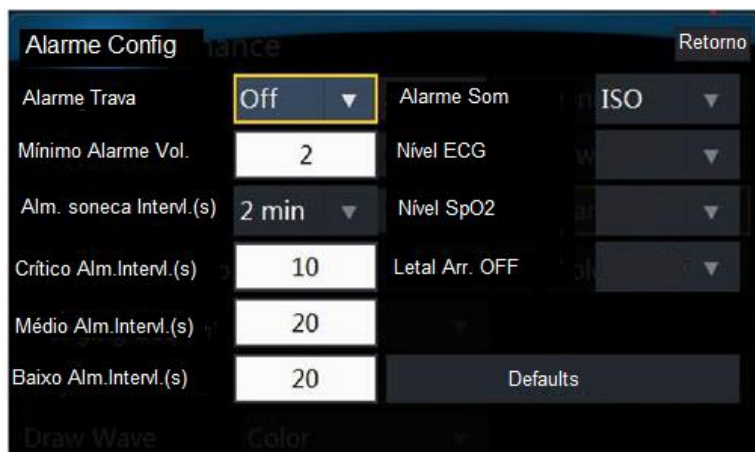 Alarme Config
Retorno
Alarme Trava Off ▼ Alarme Som ISO ▼
Mínimo Alarme Vol. 2 Nível ECG ▼
Alm. soneca Intervl.(s) 2 min ▼ Nível SpO2 ▼
Crítico Alm.Intervl.(s) 10 Letal Arr. OFF ▼
Médio Alm.Intervl.(s) 20
Baixo Alm.Intervl.(s) 20 Defaults
Draw Wave Color